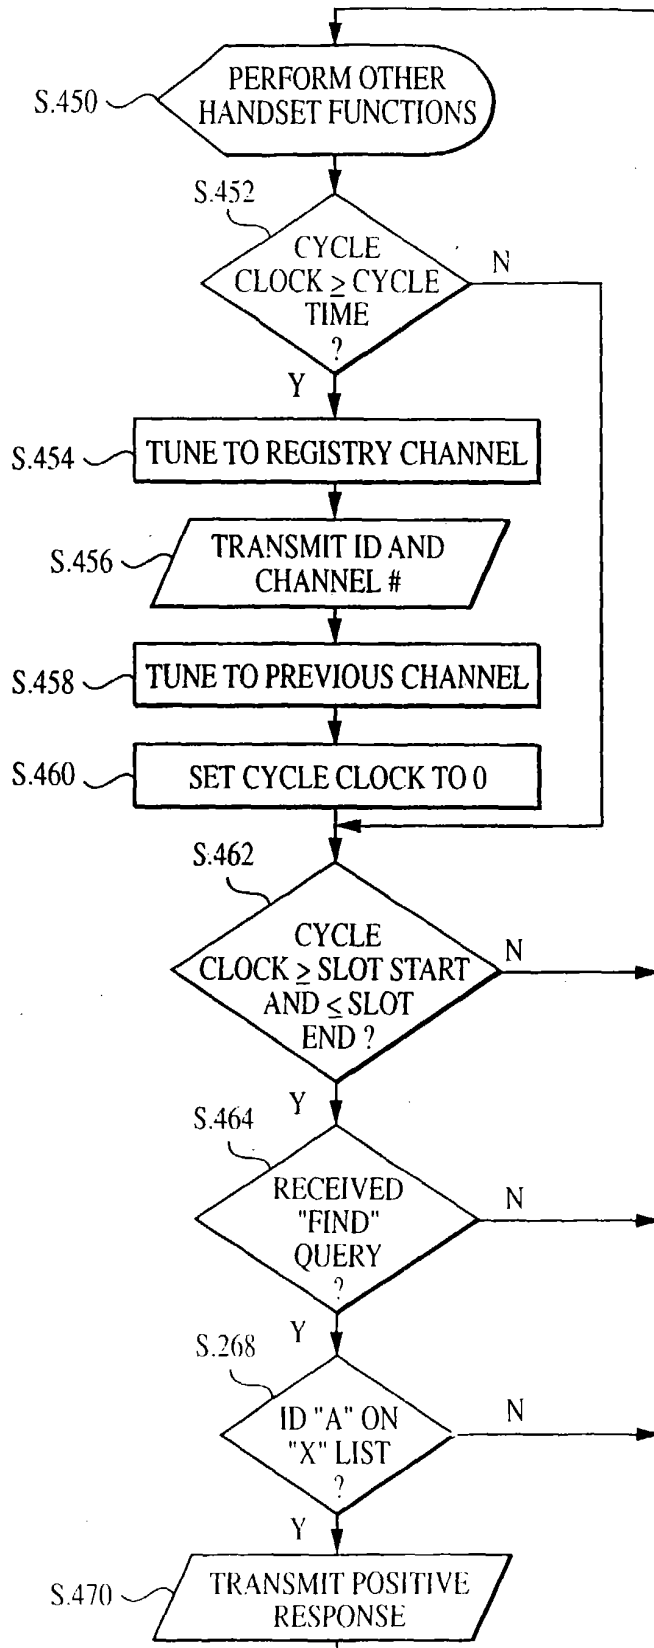 S.450
PERFORM OTHER
HANDSET FUNCTIONS
S.452
CYCLE
CLOCK ≥ CYCLE
TIME
?
N
Y
S.454
TUNE TO REGISTRY CHANNEL
S.456
TRANSMIT ID AND
CHANNEL #
S.458
TUNE TO PREVIOUS CHANNEL
S.460
SET CYCLE CLOCK TO 0
S.462
CYCLE
CLOCK ≥ SLOT START
AND ≤ SLOT
END ?
N
Y
S.464
RECEIVED
"FIND"
QUERY
?
N
Y
S.268
ID "A" ON
"X" LIST
?
N
Y
S.470
TRANSMIT POSITIVE
RESPONSE